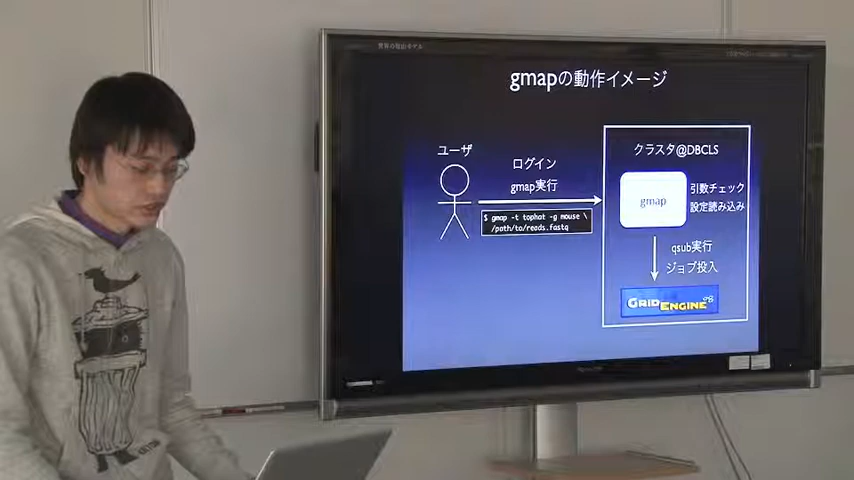 gmapの動作イメージ
ユーザ
ログイン
gmap実行
$ gmap -t tophat -g mouse \
/path/to/reads.fastq
クラスタ@DBCLS
gmap
引数チェック
設定読み込み
qsub実行
ジョブ投入
GRID ENGINE